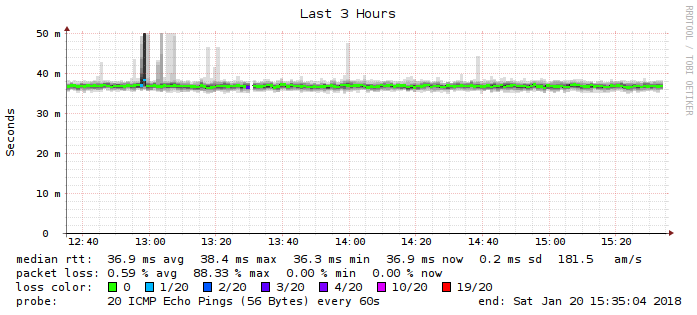 Last 3 Hours
RRDTOOL / TOBI OETIKER
Seconds
50 m
40 m
30 m
20 m
10 m
0
12:40 13:00 13:20 13:40 14:00 14:20 14:40 15:00 15:20
median rtt: 36.9 ms avg 38.4 ms max 36.3 ms min 36.9 ms now 0.2 ms sd 181.5 am/s
packet loss: 0.59 % avg 88.33 % max 0.00 % min 0.00 % now
loss color: 0 1/20 2/20 3/20 4/20 10/20 19/20
probe: 20 ICMP Echo Pings (56 Bytes) every 60s end: Sat Jan 20 15:35:04 2018